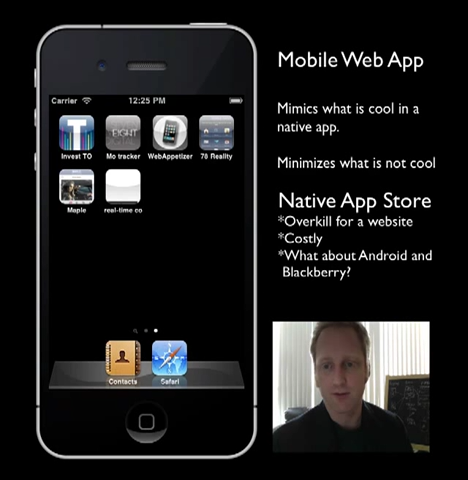 Carrier 12:25 PM
Invest TO Mo tracker WebAppetizer 78 Reality
Maple real-time co
Contacts Safari
Mobile Web App
Mimics what is cool in a
native app.
Minimizes what is not cool
Native App Store
*Overkill for a website
*Costly
*What about Android and
Blackberry?